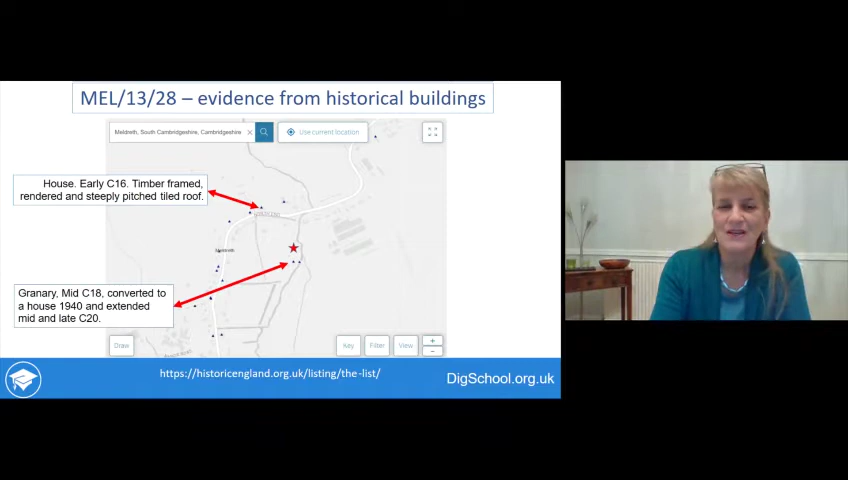 MEL/13/28 – evidence from historical buildings
Meldreth, South Cambridgeshire, Cambridgeshire
Use current location
House. Early C16. Timber framed,
rendered and steeply pitched tiled roof.
Meldreth
Granary, Mid C18, converted to
a house 1940 and extended
mid and late C20.
Draw
Key
Filter
View
+
−
https://historicengland.org.uk/listing/the-list/
DigSchool.org.uk